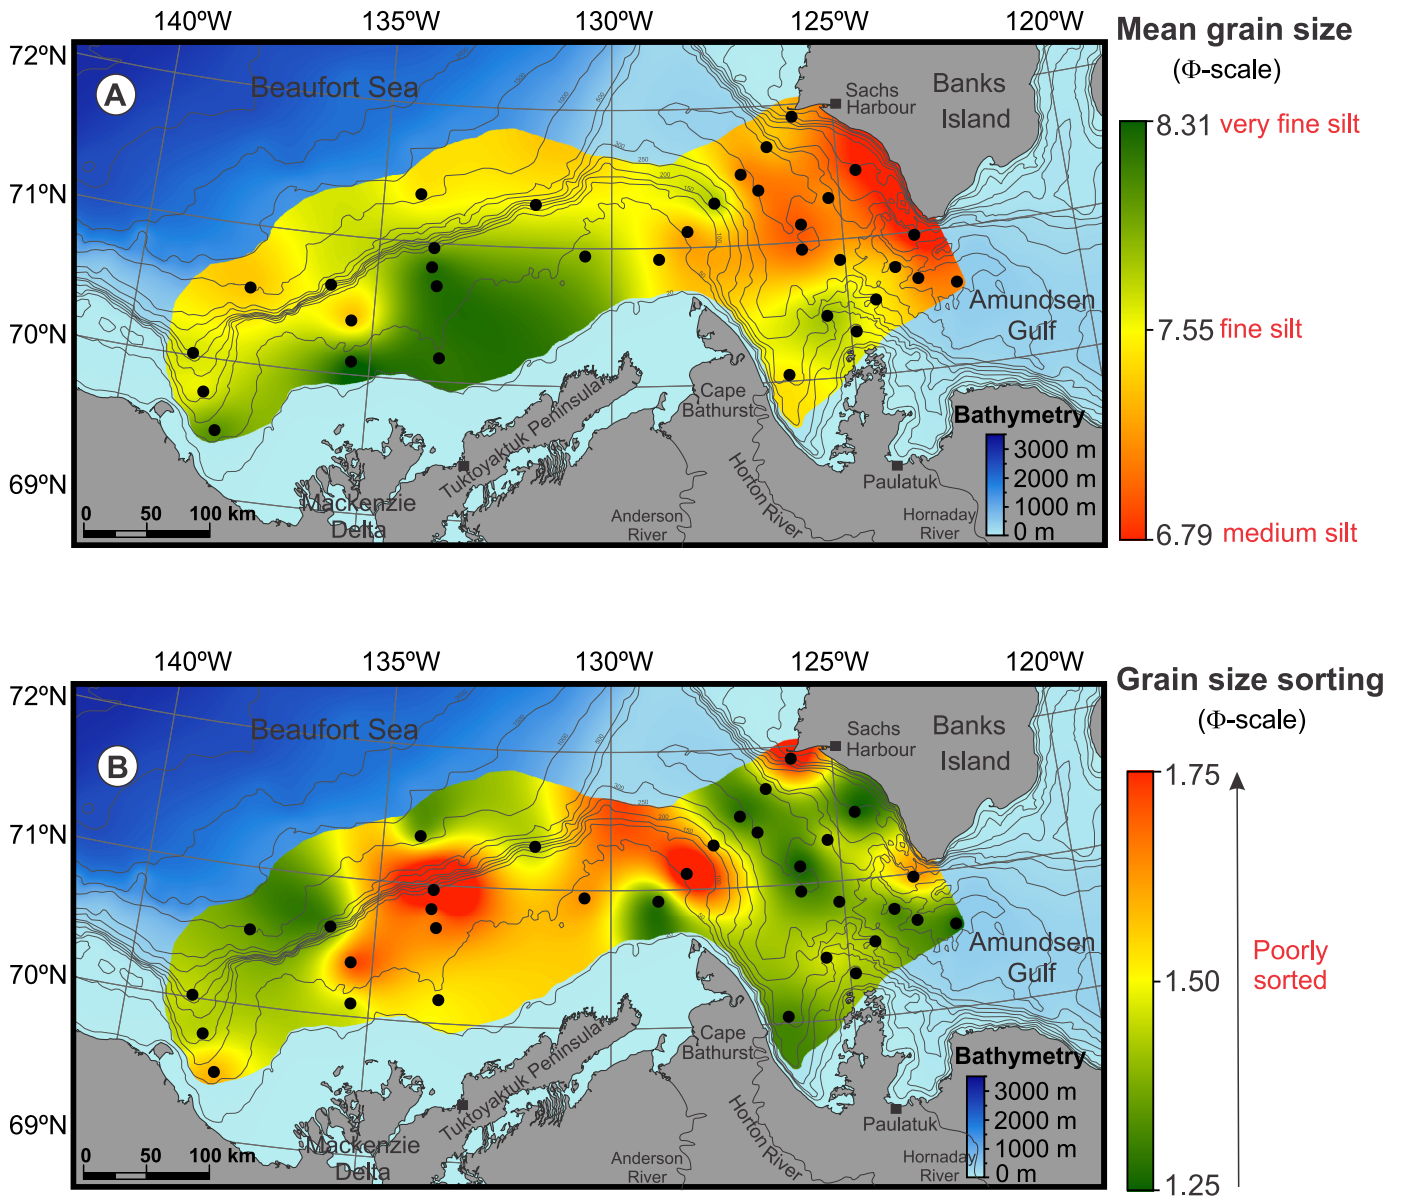 140ºW 135ºW 130ºW 125ºW 120ºW
Mean grain size
(Φ-scale)
8.31 very fine silt
7.55 fine silt
6.79 medium silt
72ºN
71ºN
70ºN
69ºN
A
Beaufort Sea
Sachs
Harbour
Banks
Island
Amundsen
Gulf
Cape
Bathurst
Tuktoyaktuk Peninsula
Mackenzie
Delta
Anderson
River
Horton River
Paulatuk
Hornaday
River
Bathymetry
3000 m
2000 m
1000 m
0 m
0 50 100 km
140ºW 135ºW 130ºW 125ºW 120ºW
Grain size sorting
(Φ-scale)
1.75
1.50
1.25
Poorly
sorted
72ºN
71ºN
70ºN
69ºN
B
Beaufort Sea
Sachs
Harbour
Banks
Island
Amundsen
Gulf
Cape
Bathurst
Tuktoyaktuk Peninsular
Mackenzie
Delta
Anderson
River
Horton River
Paulatuk
Hornaday
River
Bathymetry
3000 m
2000 m
1000 m
0 m
0 50 100 km